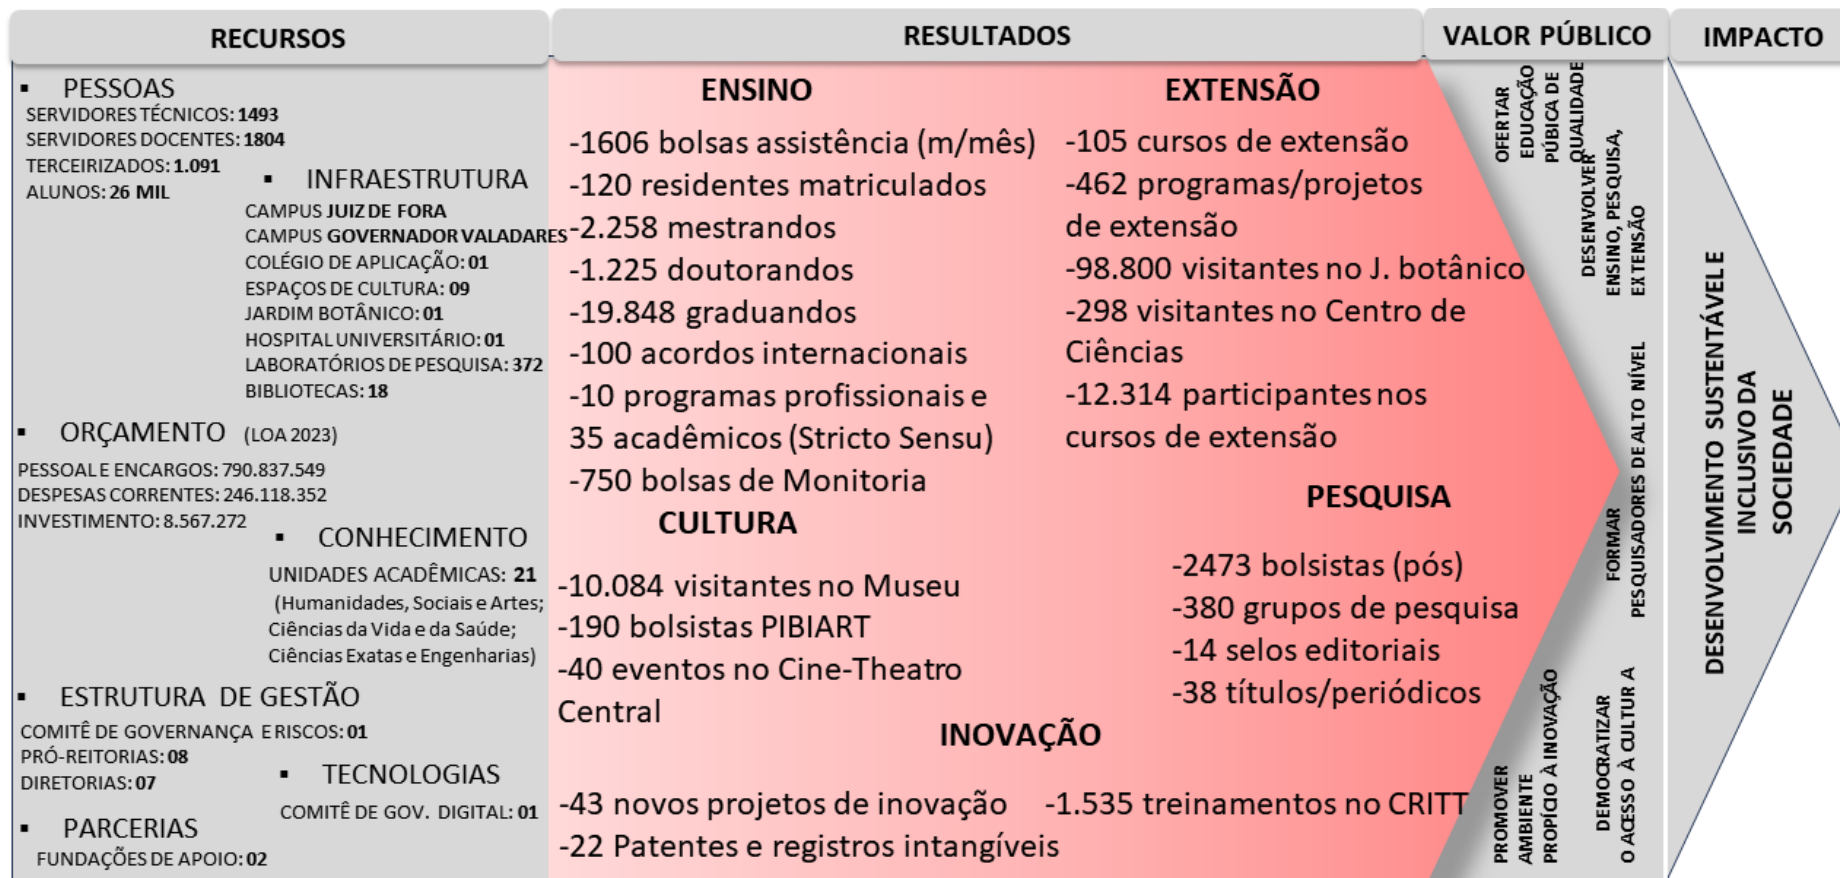 RECURSOS
▪ PESSOAS
SERVIDORES TÉCNICOS: 1493
SERVIDORES DOCENTES: 1804
TERCEIRIZADOS: 1.091
ALUNOS: 26 MIL
▪ INFRAESTRUTURA
CAMPUS JUIZ DE FORA
CAMPUS GOVERNADOR VALADARES
COLÉGIO DE APLICAÇÃO: 01
ESPAÇOS DE CULTURA: 09
JARDIM BOTÂNICO: 01
HOSPITAL UNIVERSITÁRIO: 01
LABORATÓRIOS DE PESQUISA: 372
BIBLIOTECAS: 18
▪ ORÇAMENTO (LOA 2023)
PESSOAL E ENCARGOS: 790.837.549
DESPESAS CORRENTES: 246.118.352
INVESTIMENTO: 8.567.272
▪ CONHECIMENTO
UNIDADES ACADÊMICAS: 21
(Humanidades, Sociais e Artes;
Ciências da Vida e da Saúde;
Ciências Exatas e Engenharias)
▪ ESTRUTURA DE GESTÃO
COMITÊ DE GOVERNANÇA E RISCOS: 01
PRÓ-REITORIAS: 08
DIRETORIAS: 07
▪ TECNOLOGIAS
COMITÊ DE GOV. DIGITAL: 01
▪ PARCERIAS
FUNDAÇÕES DE APOIO: 02
RESULTADOS
ENSINO
-1606 bolsas assistência (m/mês)
-120 residentes matriculados
-2.258 mestrandos
-1.225 doutorandos
-19.848 graduandos
-100 acordos internacionais
-10 programas profissionais e
35 acadêmicos (Stricto Sensu)
-750 bolsas de Monitoria
EXTENSÃO
-105 cursos de extensão
-462 programas/projetos
de extensão
-98.800 visitantes no J. botânico
-298 visitantes no Centro de
Ciências
-12.314 participantes nos
cursos de extensão
CULTURA
-10.084 visitantes no Museu
-190 bolsistas PIBIART
-40 eventos no Cine-Theatro
Central
PESQUISA
-2473 bolsistas (pós)
-380 grupos de pesquisa
-14 selos editoriais
-38 títulos/periódicos
INOVAÇÃO
-43 novos projetos de inovação
-22 Patentes e registros intangíveis
-1.535 treinamentos no CRITT
VALOR PÚBLICO
OFERTAR
EDUCAÇÃO
PÚBICA DE
QUALIDADE
DESENVOLVER
ENSINO, PESQUISA,
EXTENSÃO
FORMAR
PESQUISADORES DE ALTO NÍVEL
PROMOVER
AMBIENTE
PROPÍCIO À INOVAÇÃO
DEMOCRATIZAR
O ACESSO À CULTUR A
IMPACTO
DESENVOLVIMENTO SUSTENTÁVEL E
INCLUSIVO DA
SOCIEDADE